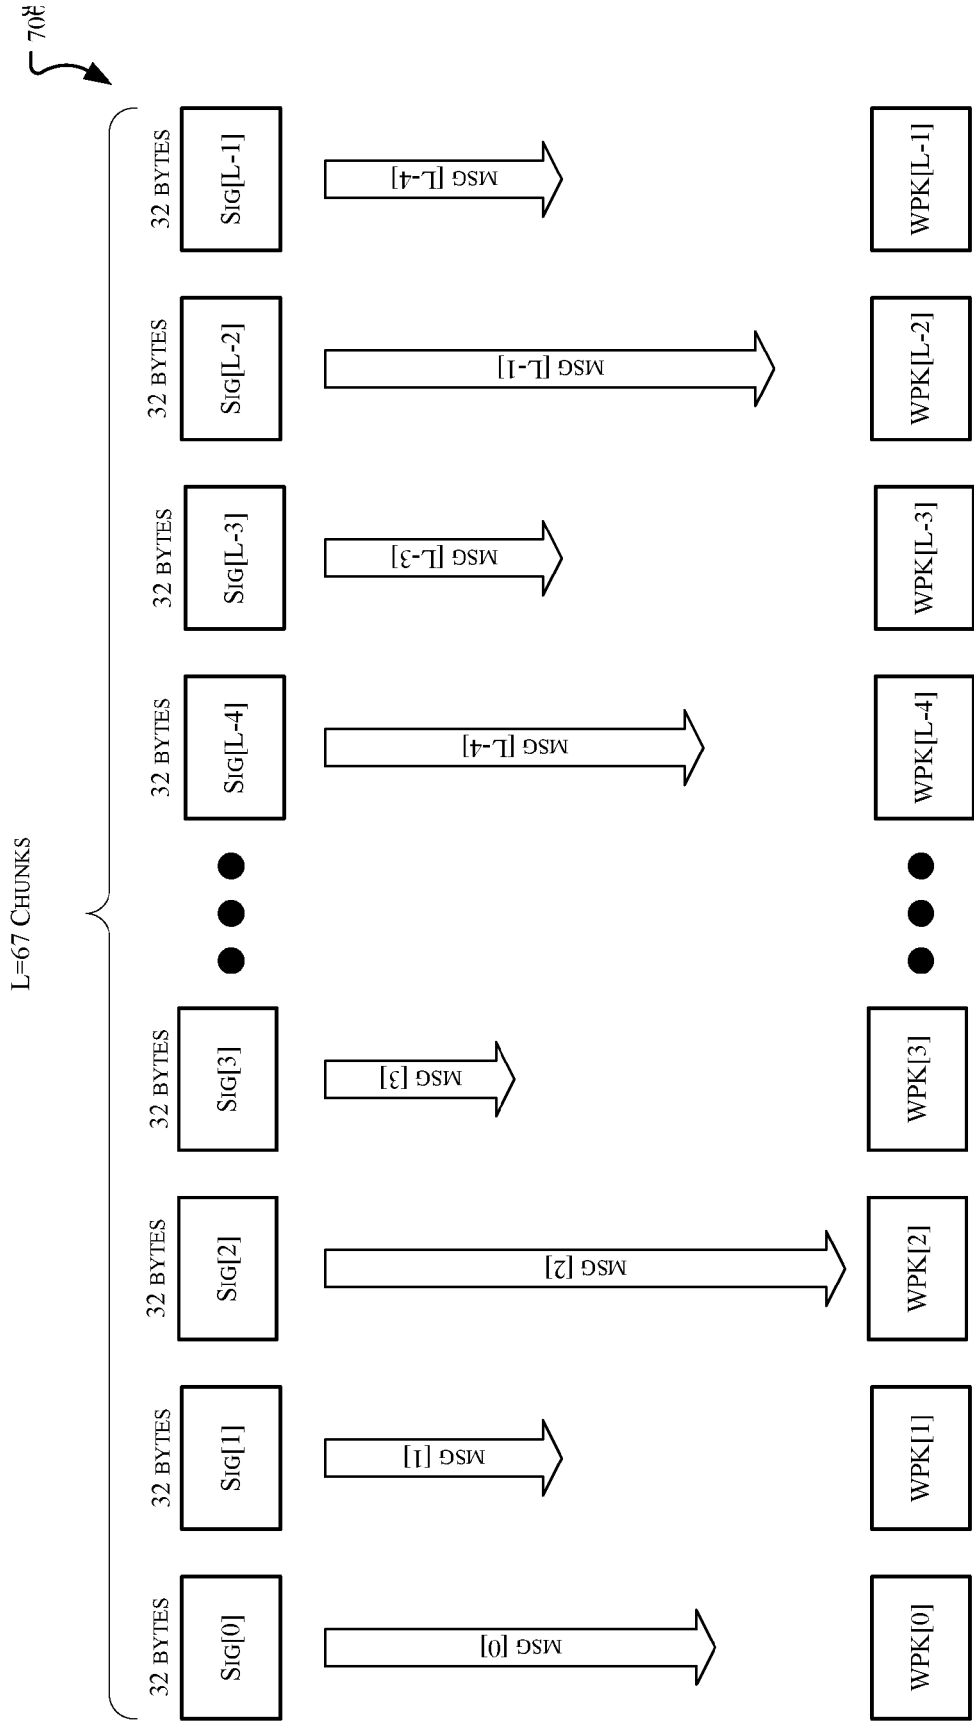 L=67 CHUNKS
32 BYTES
32 BYTES
32 BYTES
32 BYTES
32 BYTES
32 BYTES
32 BYTES
32 BYTES
SIG[0]
SIG[1]
SIG[2]
SIG[3]
SIG[L-4]
SIG[L-3]
SIG[L-2]
SIG[L-1]
MSG [0]
MSG [1]
MSG [2]
MSG [3]
MSG [L-4]
MSG [L-3]
MSG [L-1]
MSG [L-4]
WPK[0]
WPK[1]
WPK[2]
WPK[3]
WPK[L-4]
WPK[L-3]
WPK[L-2]
WPK[L-1]